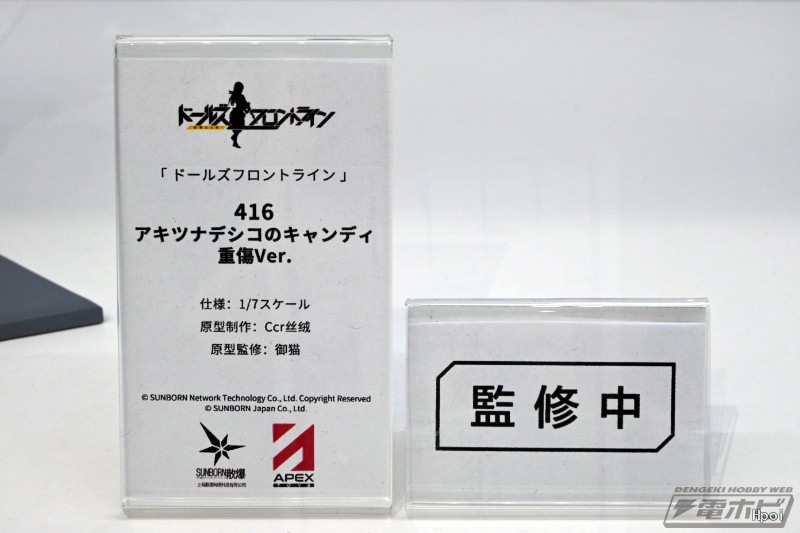 ドールズフロントライン
「 ドールズフロントライン 」
416
アキツナデシコのキャンディ
重傷Ver.
仕様：1/7スケール
原型制作：Ccr丝绒
原型監修：御猫
© SUNBORN Network Technology Co., Ltd. Copyright Reserved
© SUNBORN Japan Co., Ltd.
SUNBORN散爆
APEX
TOYS
監修中
DENGEKI HOBBY WEB
電ホビ
Hpoi